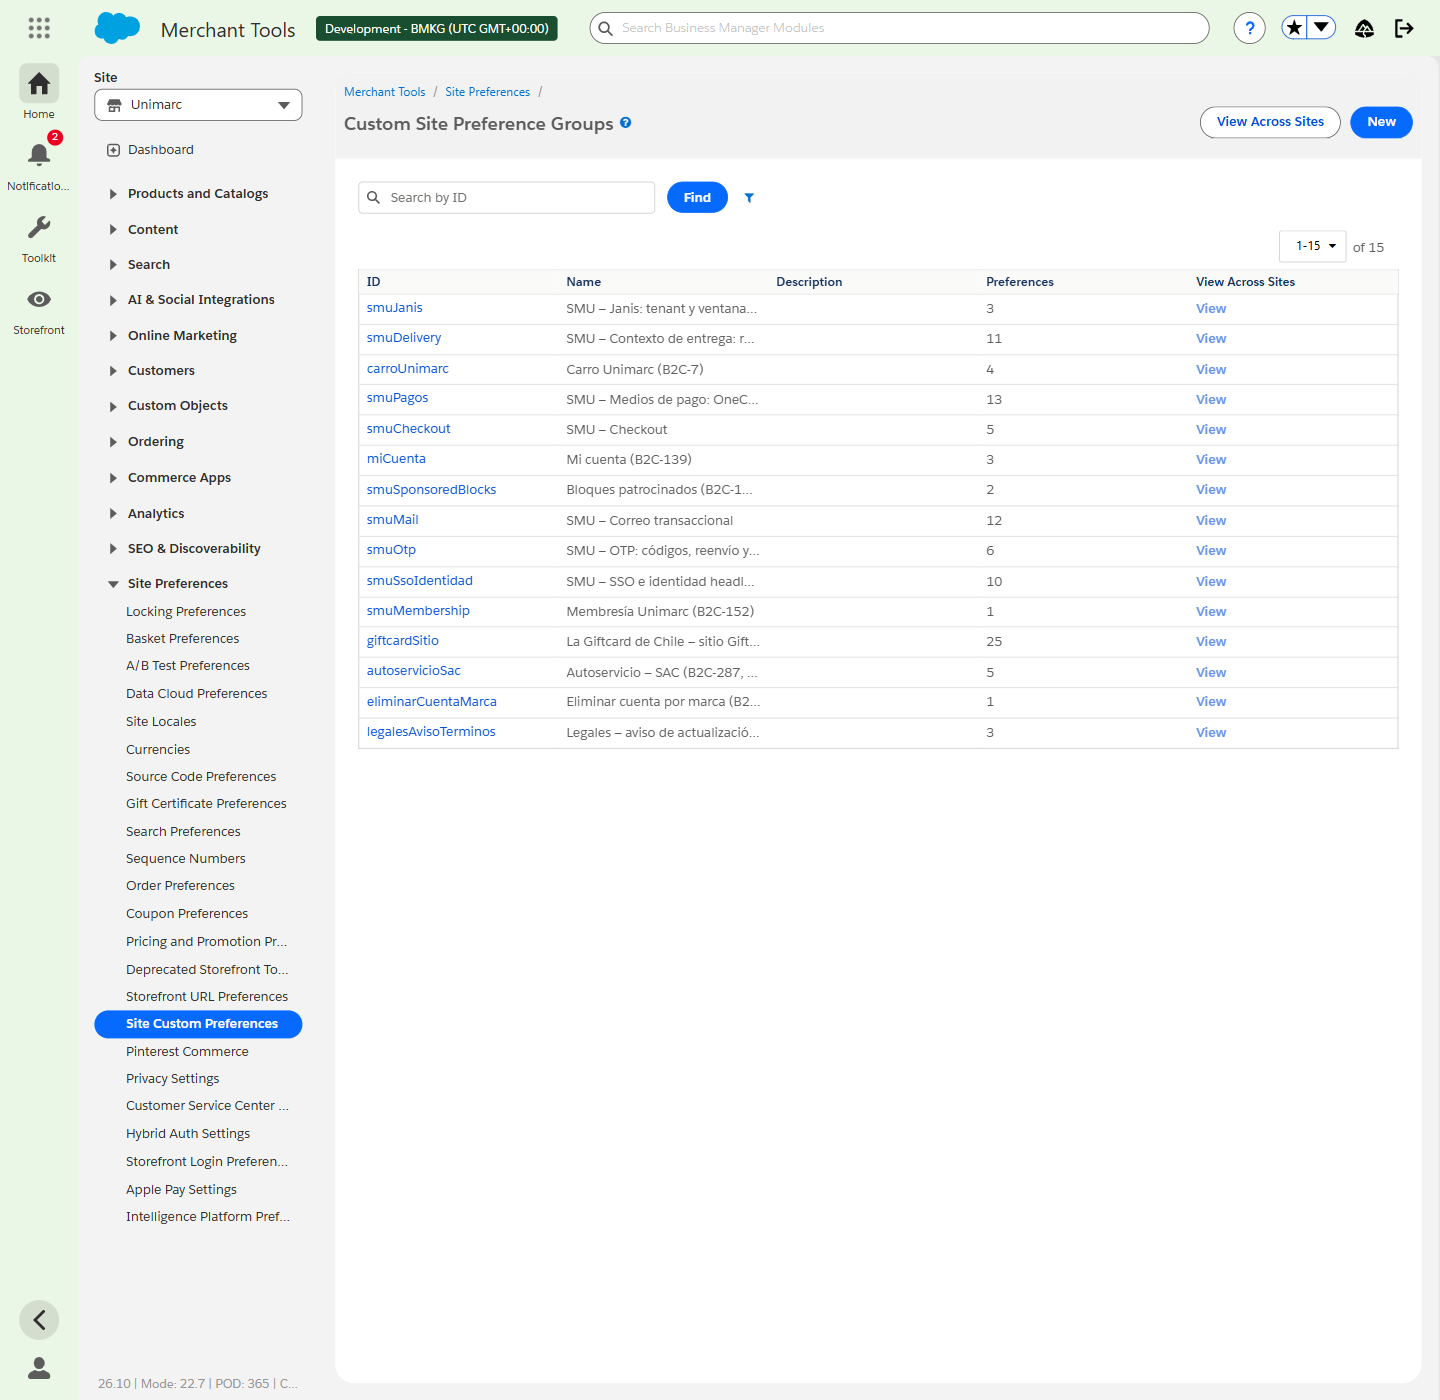 Merchant Tools
Development - BMKG (UTC GMT+00:00)
Search Business Manager Modules
?
Home
2
Notificatio...
Toolkit
Storefront
Site
Unimarc
Dashboard
Products and Catalogs
Content
Search
AI & Social Integrations
Online Marketing
Customers
Custom Objects
Ordering
Commerce Apps
Analytics
SEO & Discoverability
Site Preferences
Locking Preferences
Basket Preferences
A/B Test Preferences
Data Cloud Preferences
Site Locales
Currencies
Source Code Preferences
Gift Certificate Preferences
Search Preferences
Sequence Numbers
Order Preferences
Coupon Preferences
Pricing and Promotion Pr...
Deprecated Storefront To...
Storefront URL Preferences
Site Custom Preferences
Pinterest Commerce
Privacy Settings
Customer Service Center ...
Hybrid Auth Settings
Storefront Login Preferen...
Apple Pay Settings
Intelligence Platform Pref...
26.10 | Mode: 22.7 | POD: 365 | C...
Merchant Tools / Site Preferences /
Custom Site Preference Groups ?
View Across Sites New
Search by ID Find
1-15 of 15
ID Name Description Preferences View Across Sites
smuJanis SMU – Janis: tenant y ventana... 3 View
smuDelivery SMU – Contexto de entrega: r... 11 View
carroUnimarc Carro Unimarc (B2C-7) 4 View
smuPagos SMU – Medios de pago: OneC... 13 View
smuCheckout SMU – Checkout 5 View
miCuenta Mi cuenta (B2C-139) 3 View
smuSponsoredBlocks Bloques patrocinados (B2C-1... 2 View
smuMail SMU – Correo transaccional 12 View
smuOtp SMU – OTP: códigos, reenvío y... 6 View
smuSsoIdentidad SMU – SSO e identidad headl... 10 View
smuMembership Membresía Unimarc (B2C-152) 1 View
giftcardSitio La Giftcard de Chile – sitio Gift... 25 View
autoservicioSac Autoservicio – SAC (B2C-287, ... 5 View
eliminarCuentaMarca Eliminar cuenta por marca (B2... 1 View
legalesAvisoTerminos Legales – aviso de actualizació... 3 View